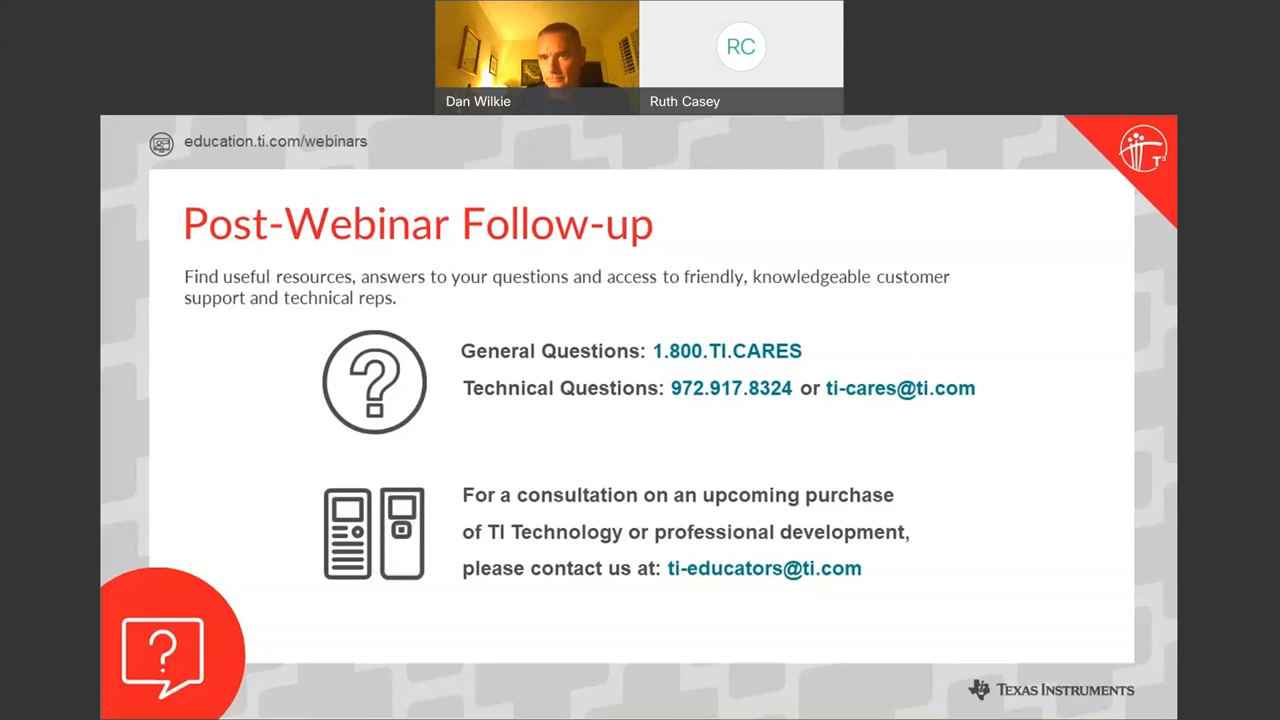 RC
Dan Wilkie
Ruth Casey
education.ti.com/webinars
T³
Post-Webinar Follow-up
Find useful resources, answers to your questions and access to friendly, knowledgeable customer
support and technical reps.
General Questions: 1.800.TI.CARES
Technical Questions: 972.917.8324 or ti-cares@ti.com
For a consultation on an upcoming purchase
of TI Technology or professional development,
please contact us at: ti-educators@ti.com
TEXAS INSTRUMENTS